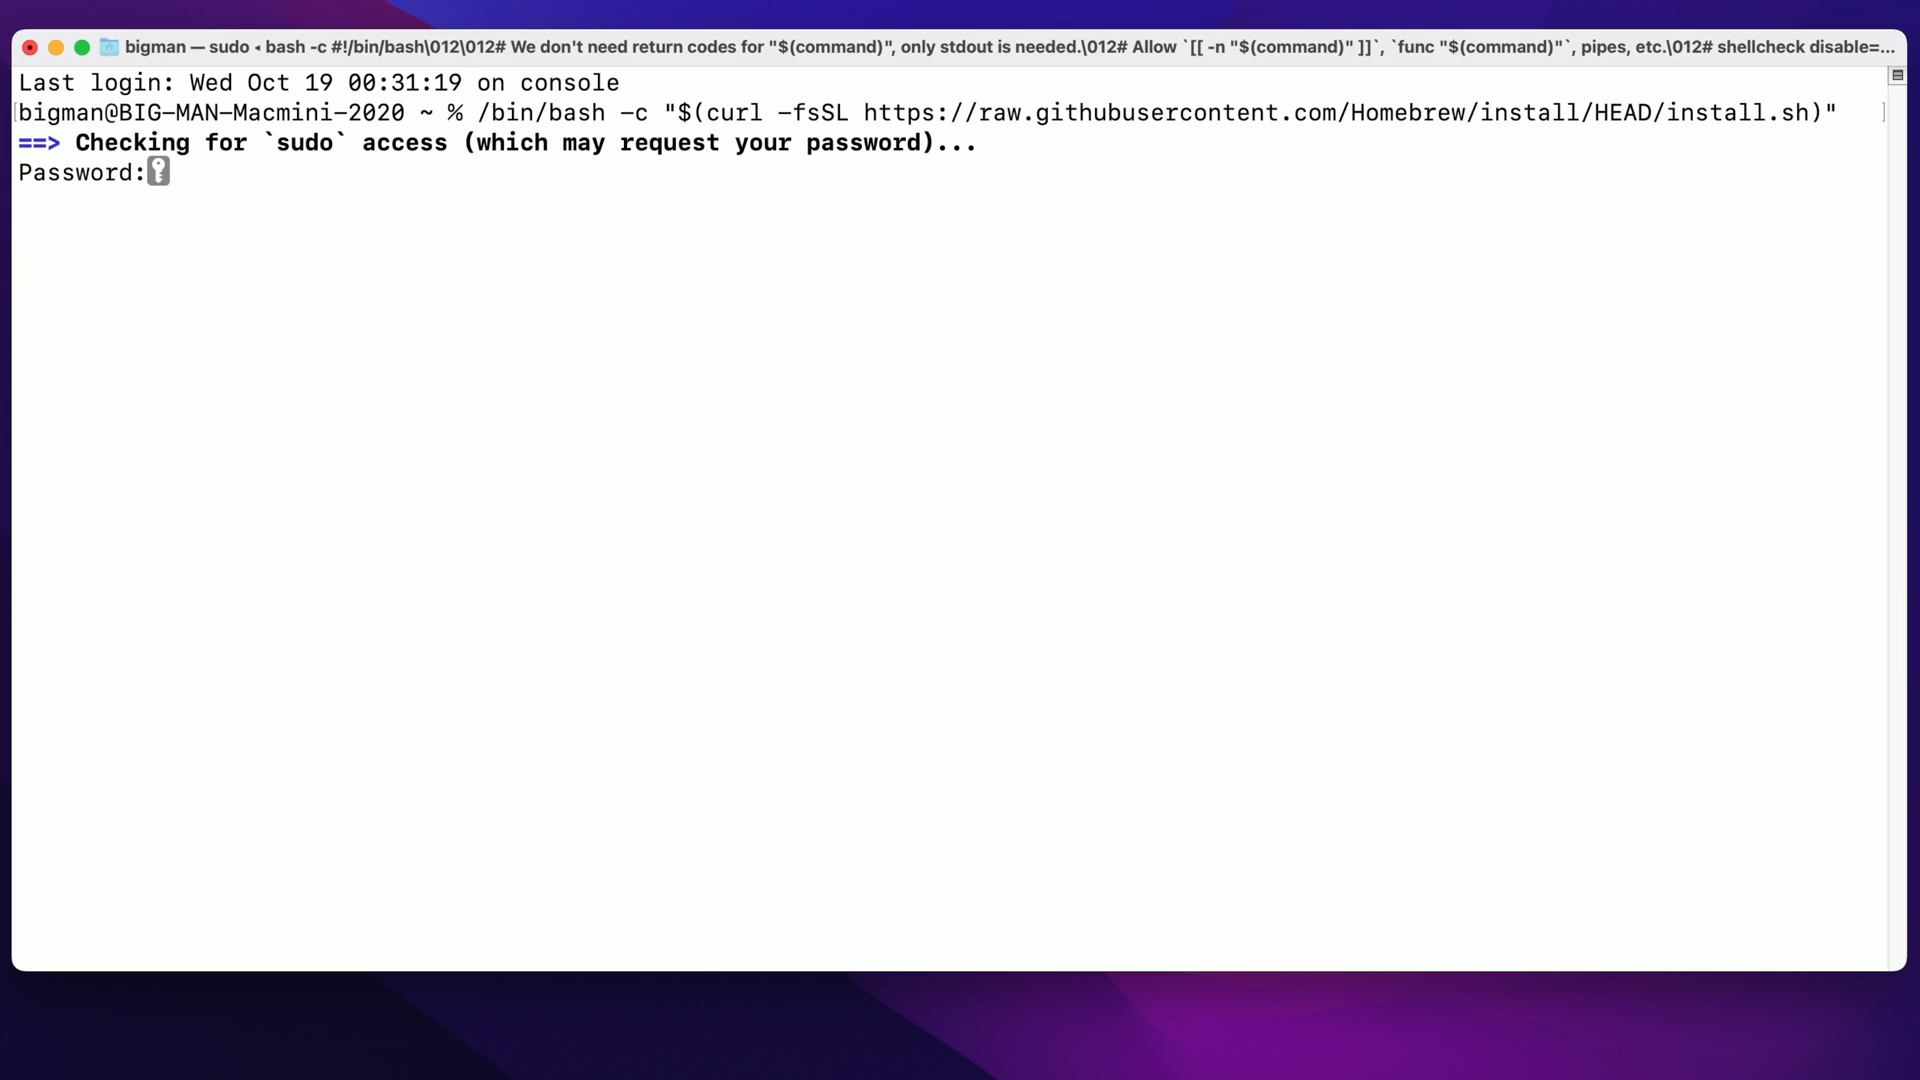 bigman — sudo ◂ bash -c #!/bin/bash\012\012# We don't need return codes for "$(command)", only stdout is needed.\012# Allow `[[ -n "$(command)" ]]`, `func "$(command)"`, pipes, etc.\012# shellcheck disable=...
Last login: Wed Oct 19 00:31:19 on console
bigman@BIG-MAN-Macmini-2020 ~ % /bin/bash -c "$(curl -fsSL https://raw.githubusercontent.com/Homebrew/install/HEAD/install.sh)"
==> Checking for `sudo` access (which may request your password)...
Password: